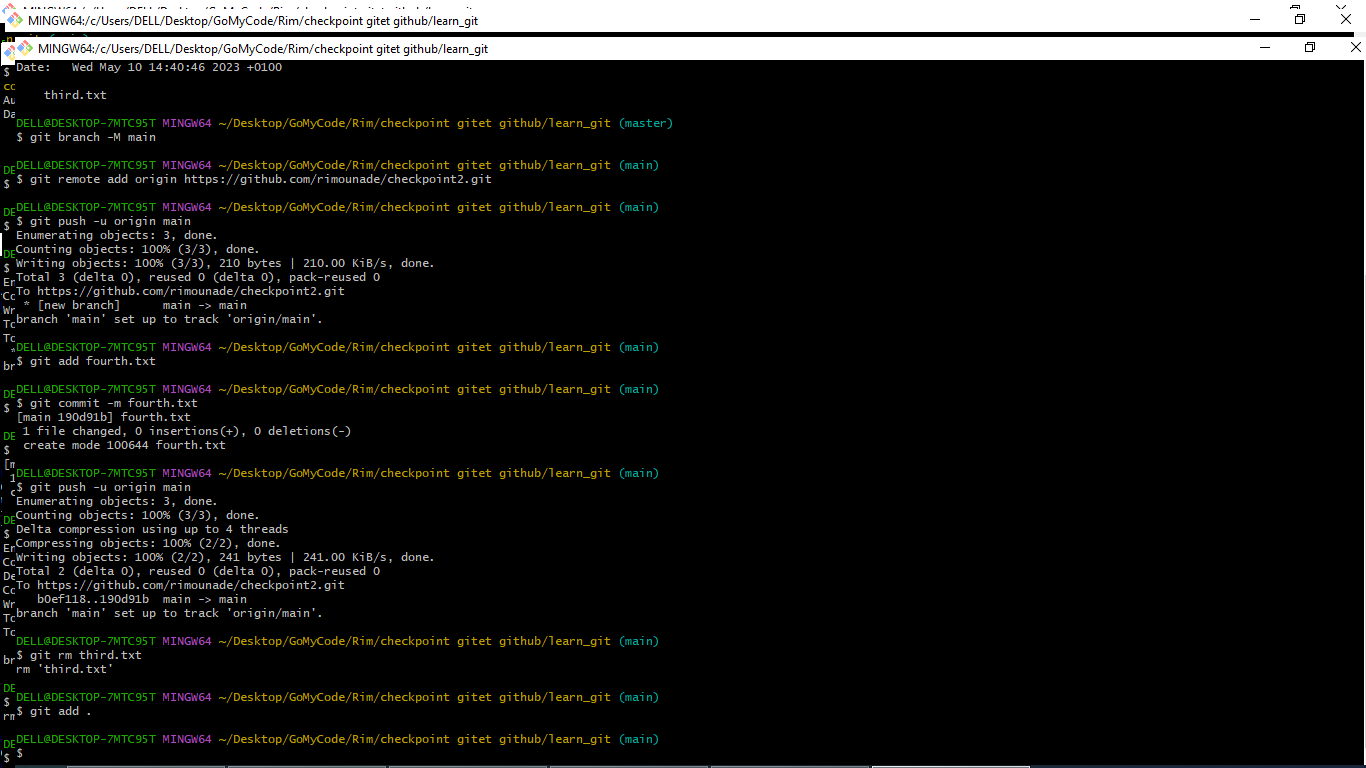 MINGW64:/c/Users/DELL/Desktop/GoMyCode/Rim/checkpoint gitet github/learn_git
MINGW64:/c/Users/DELL/Desktop/GoMyCode/Rim/checkpoint gitet github/learn_git
Date:   Wed May 10 14:40:46 2023 +0100
third.txt
DELL@DESKTOP-7MTC95T MINGW64 ~/Desktop/GoMyCode/Rim/checkpoint gitet github/learn_git (master)
$ git branch -M main
DELL@DESKTOP-7MTC95T MINGW64 ~/Desktop/GoMyCode/Rim/checkpoint gitet github/learn_git (main)
$ git remote add origin https://github.com/rimounade/checkpoint2.git
DELL@DESKTOP-7MTC95T MINGW64 ~/Desktop/GoMyCode/Rim/checkpoint gitet github/learn_git (main)
$ git push -u origin main
Enumerating objects: 3, done.
Counting objects: 100% (3/3), done.
Writing objects: 100% (3/3), 210 bytes | 210.00 KiB/s, done.
Total 3 (delta 0), reused 0 (delta 0), pack-reused 0
To https://github.com/rimounade/checkpoint2.git
 * [new branch]      main -> main
branch 'main' set up to track 'origin/main'.
DELL@DESKTOP-7MTC95T MINGW64 ~/Desktop/GoMyCode/Rim/checkpoint gitet github/learn_git (main)
$ git add fourth.txt
DELL@DESKTOP-7MTC95T MINGW64 ~/Desktop/GoMyCode/Rim/checkpoint gitet github/learn_git (main)
$ git commit -m fourth.txt
[main 190d91b] fourth.txt
 1 file changed, 0 insertions(+), 0 deletions(-)
 create mode 100644 fourth.txt
DELL@DESKTOP-7MTC95T MINGW64 ~/Desktop/GoMyCode/Rim/checkpoint gitet github/learn_git (main)
$ git push -u origin main
Enumerating objects: 3, done.
Counting objects: 100% (3/3), done.
Delta compression using up to 4 threads
Compressing objects: 100% (2/2), done.
Writing objects: 100% (2/2), 241 bytes | 241.00 KiB/s, done.
Total 2 (delta 0), reused 0 (delta 0), pack-reused 0
To https://github.com/rimounade/checkpoint2.git
   b0ef118..190d91b  main -> main
branch 'main' set up to track 'origin/main'.
DELL@DESKTOP-7MTC95T MINGW64 ~/Desktop/GoMyCode/Rim/checkpoint gitet github/learn_git (main)
$ git rm third.txt
rm 'third.txt'
DELL@DESKTOP-7MTC95T MINGW64 ~/Desktop/GoMyCode/Rim/checkpoint gitet github/learn_git (main)
$ git add .
DELL@DESKTOP-7MTC95T MINGW64 ~/Desktop/GoMyCode/Rim/checkpoint gitet github/learn_git (main)
$